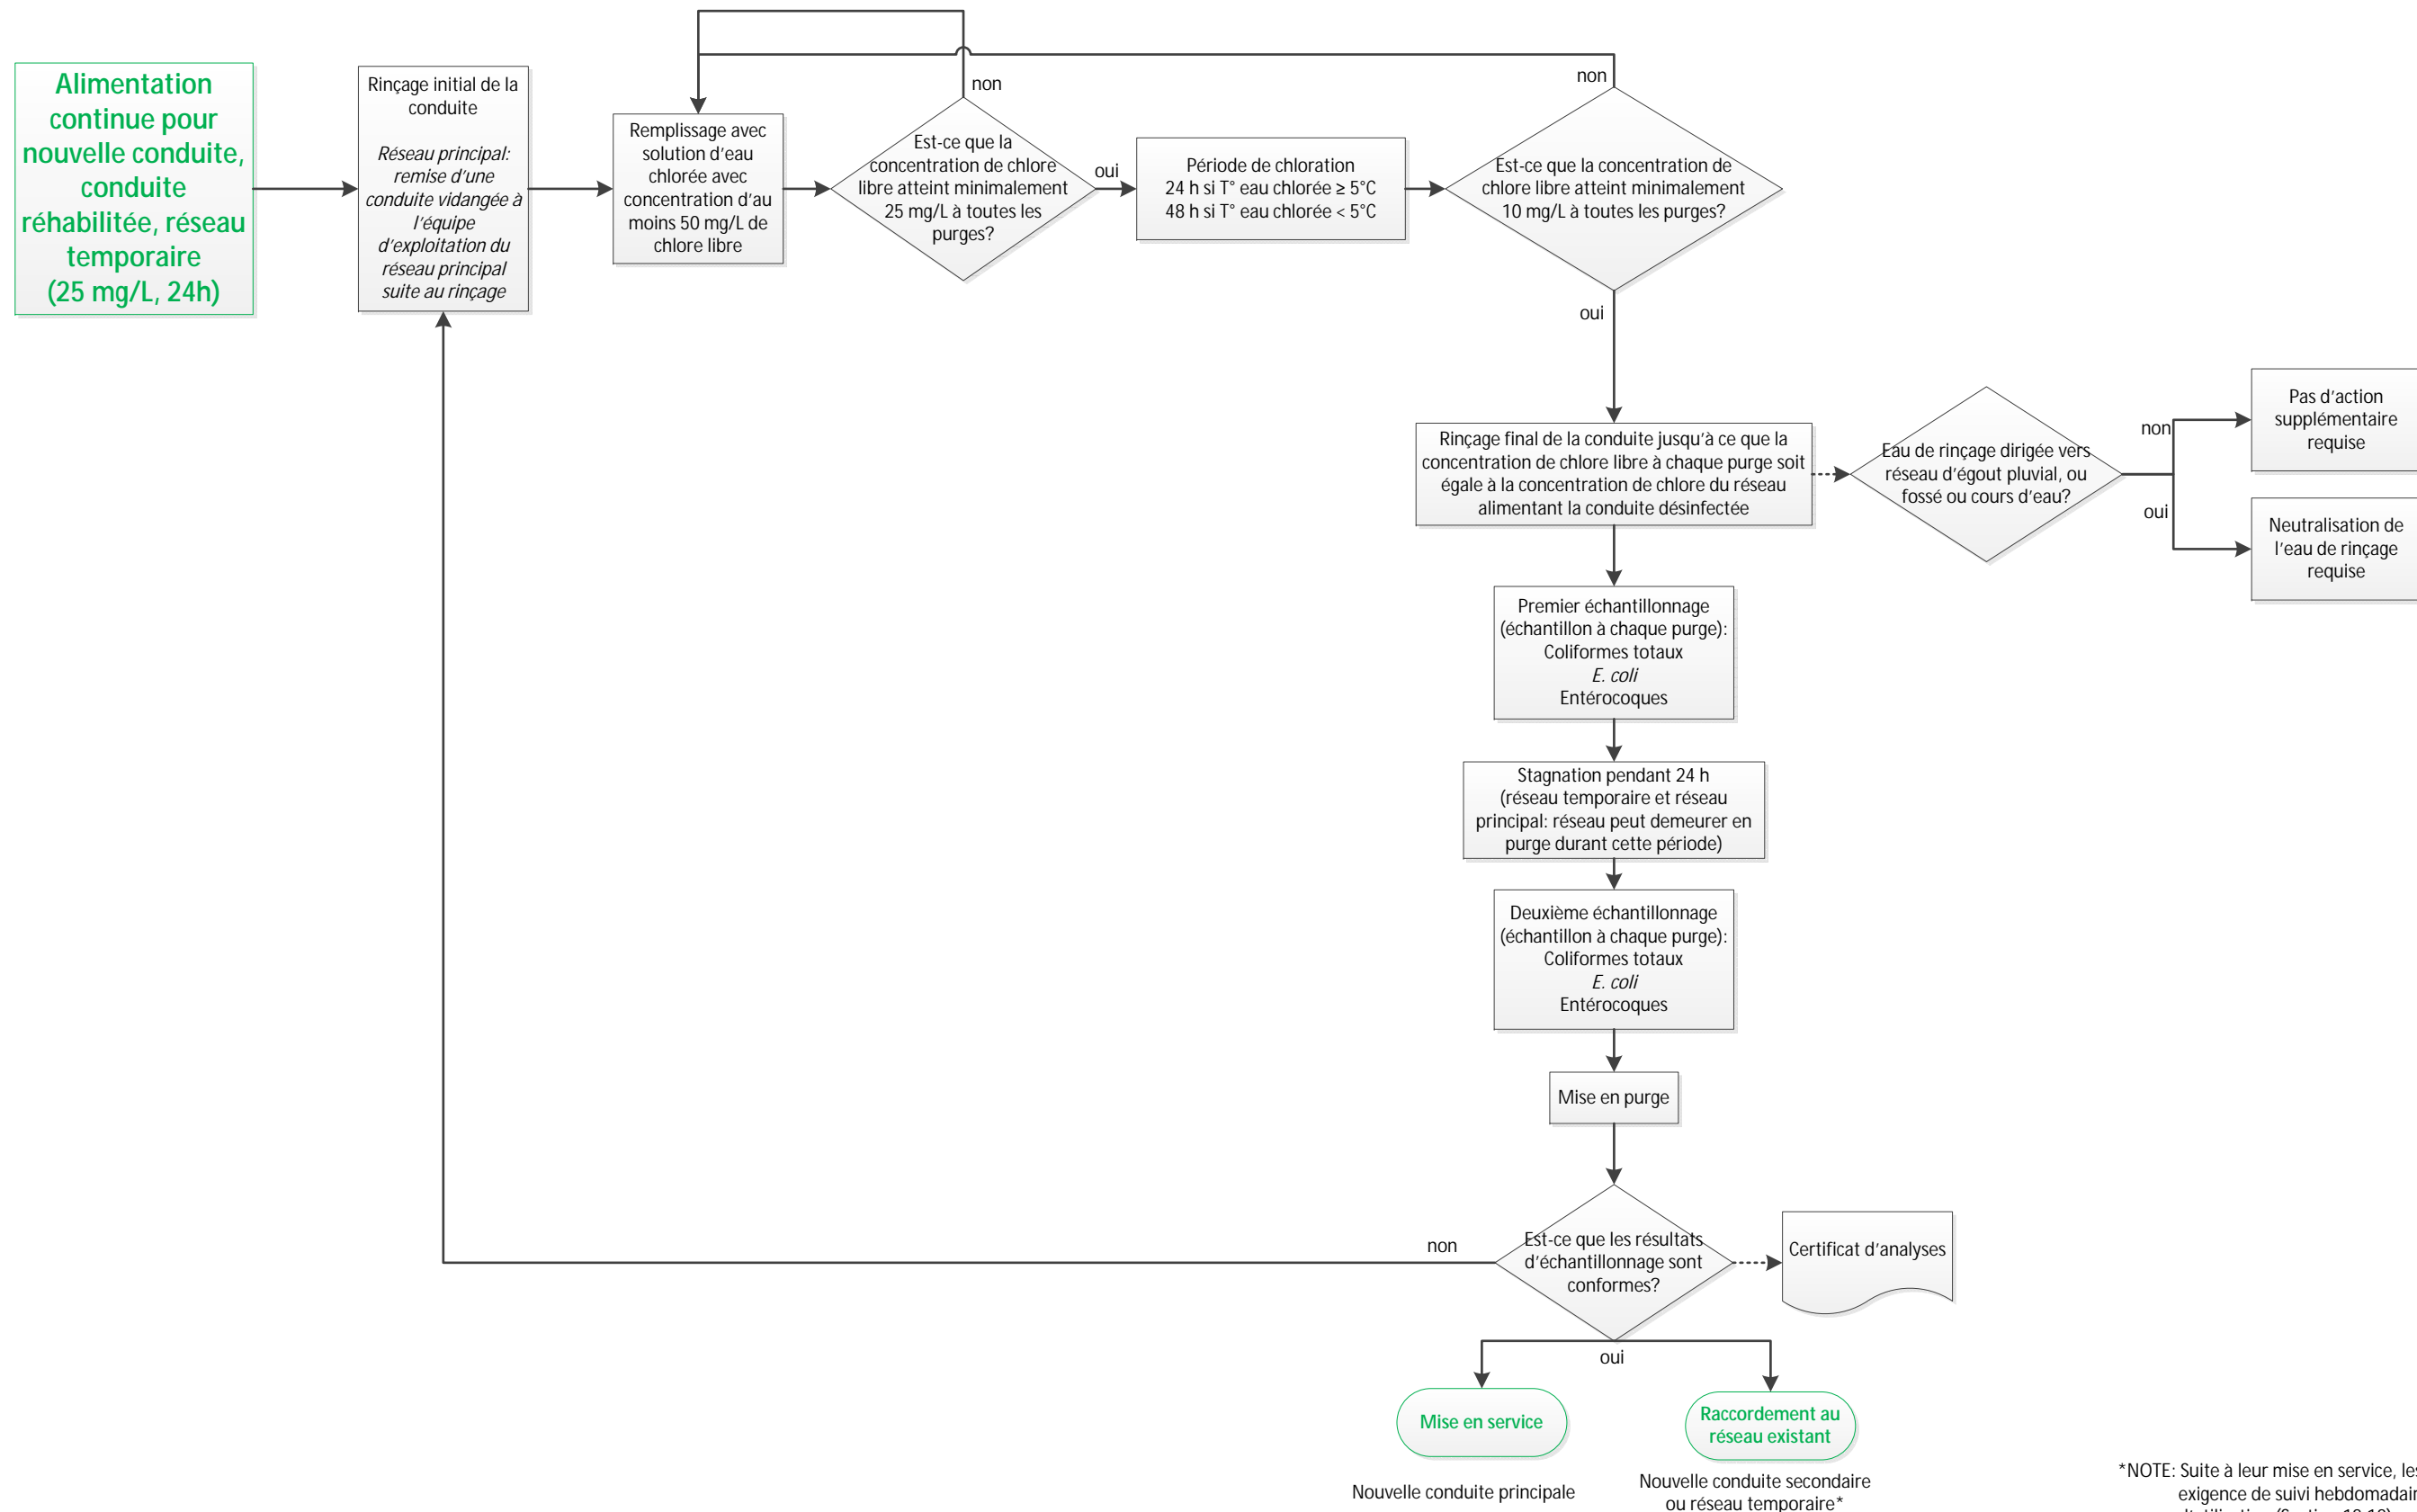 Alimentation
continue pour
nouvelle conduite,
conduite
réhabilitée, réseau
temporaire
(25 mg/L, 24h)
Rinçage initial de la
conduite
Réseau principal:
remise d'une
conduite vidangée à
l'équipe
d'exploitation du
réseau principal
suite au rinçage
Remplissage avec
solution d'eau
chlorée avec
concentration d'au
moins 50 mg/L de
chlore libre
non
Est-ce que la
concentration de chlore
libre atteint minimalement
25 mg/L à toutes les
purges?
oui
Période de chloration
24 h si T° eau chlorée ≥ 5°C
48 h si T° eau chlorée < 5°C
non
Est-ce que la concentration de
chlore libre atteint minimalement
10 mg/L à toutes les purges?
oui
Rinçage final de la conduite jusqu'à ce que la
concentration de chlore libre à chaque purge soit
égale à la concentration de chlore du réseau
alimentant la conduite désinfectée
Eau de rinçage dirigée vers
réseau d'égout pluvial, ou
fossé ou cours d'eau?
non
Pas d'action
supplémentaire
requise
oui
Neutralisation de
l'eau de rinçage
requise
Premier échantillonnage
(échantillon à chaque purge):
Coliformes totaux
E. coli
Entérocoques
Stagnation pendant 24 h
(réseau temporaire et réseau
principal: réseau peut demeurer en
purge durant cette période)
Deuxième échantillonnage
(échantillon à chaque purge):
Coliformes totaux
E. coli
Entérocoques
Mise en purge
non
Est-ce que les résultats
d'échantillonnage sont
conformes?
Certificat d'analyses
oui
Mise en service
Raccordement au
réseau existant
Nouvelle conduite principale
Nouvelle conduite secondaire
ou réseau temporaire*
*NOTE: Suite à leur mise en service, les
exigence de suivi